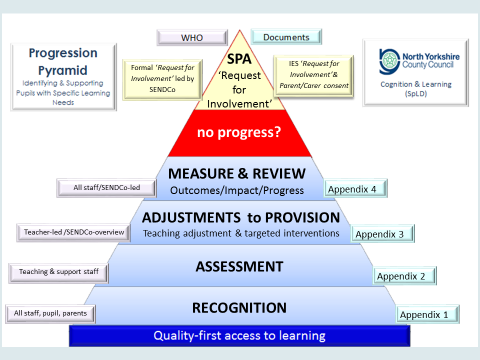 WHO
Documents
Progression
Pyramid
Identifying & Supporting
Pupils with Specific Learning
Needs
Formal ‘Request for
Involvement’ led by
SENDCo
SPA
‘Request
for
Involvement’
IES ‘Request for
Involvement’ &
Parent/Carer consent
North Yorkshire
County Council
Cognition & Learning
(SpLD)
no progress?
MEASURE & REVIEW
Outcomes/Impact/Progress
All staff/SENDCo-led
Appendix 4
ADJUSTMENTS to PROVISION
Teaching adjustment & targeted interventions
Teacher-led /SENDCo-overview
Appendix 3
ASSESSMENT
Teaching & support staff
Appendix 2
RECOGNITION
All staff, pupil, parents
Appendix 1
Quality-first access to learning